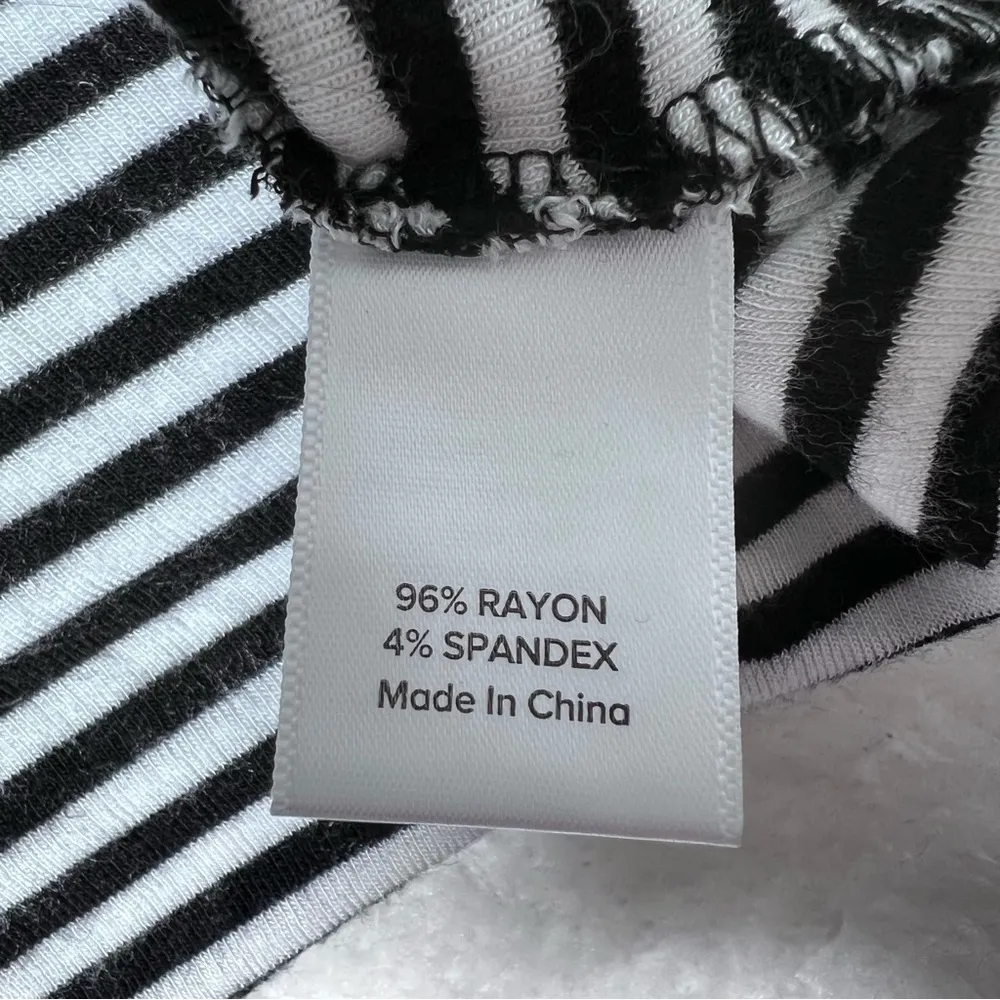 96% RAYON
4% SPANDEX
Made In China